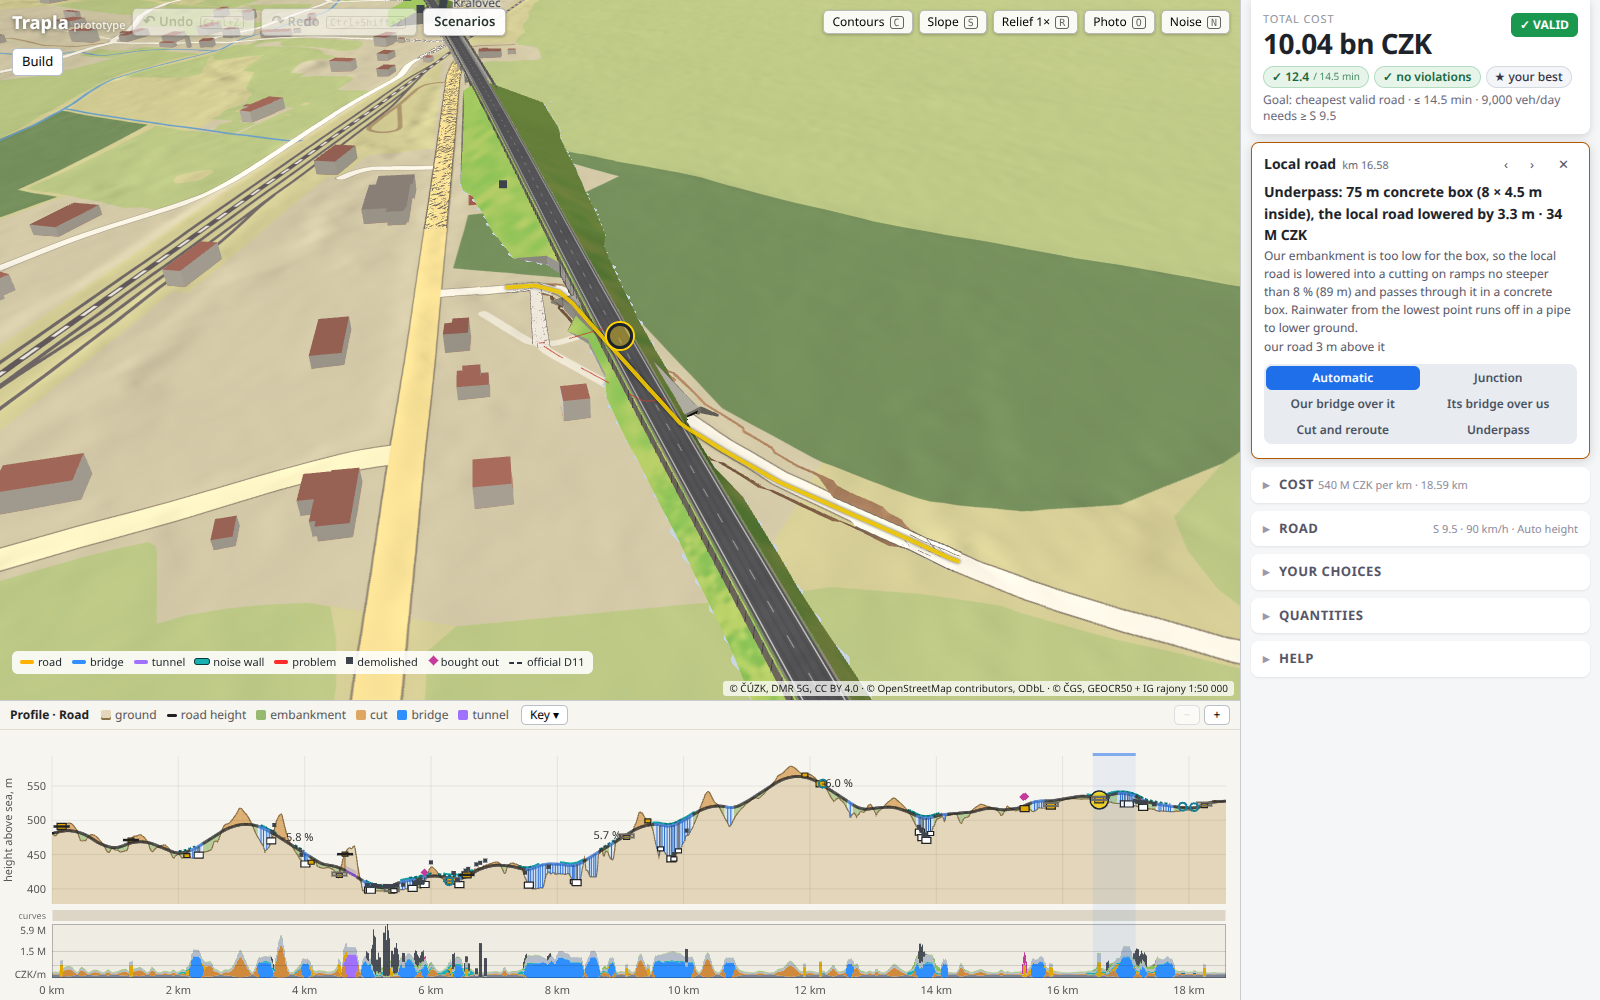 Trapla prototype
Undo Ctrl+Z
Redo Ctrl+Shift+Z
Scenarios
Královec
Contours C
Slope S
Relief 1× R
Photo O
Noise N
Build
road
bridge
tunnel
noise wall
problem
demolished
bought out
official D11
© ČÚZK, DMR 5G, CC BY 4.0 · © OpenStreetMap contributors, ODbL · © ČGS, GEOCR50 + IG rajony 1:50 000
TOTAL COST
10.04 bn CZK
✓ VALID
✓ 12.4 / 14.5 min
✓ no violations
★ your best
Goal: cheapest valid road · ≤ 14.5 min · 9,000 veh/day
needs ≥ S 9.5
Local road km 16.58
‹ › ✕
Underpass: 75 m concrete box (8 × 4.5 m
inside), the local road lowered by 3.3 m · 34
M CZK
Our embankment is too low for the box, so the local
road is lowered into a cutting on ramps no steeper
than 8 % (89 m) and passes through it in a concrete
box. Rainwater from the lowest point runs off in a pipe
to lower ground.
our road 3 m above it
Automatic
Junction
Our bridge over it
Its bridge over us
Cut and reroute
Underpass
▶ COST 540 M CZK per km · 18.59 km
▶ ROAD S 9.5 · 90 km/h · Auto height
▶ YOUR CHOICES
▶ QUANTITIES
▶ HELP
Profile · Road
ground
road height
embankment
cut
bridge
tunnel
Key ▾
− +
height above sea, m
550
500
450
400
5.8 %
5.7 %
6.0 %
curves
5.9 M
1.5 M
CZK/m
0 km
2 km
4 km
6 km
8 km
10 km
12 km
14 km
16 km
18 km